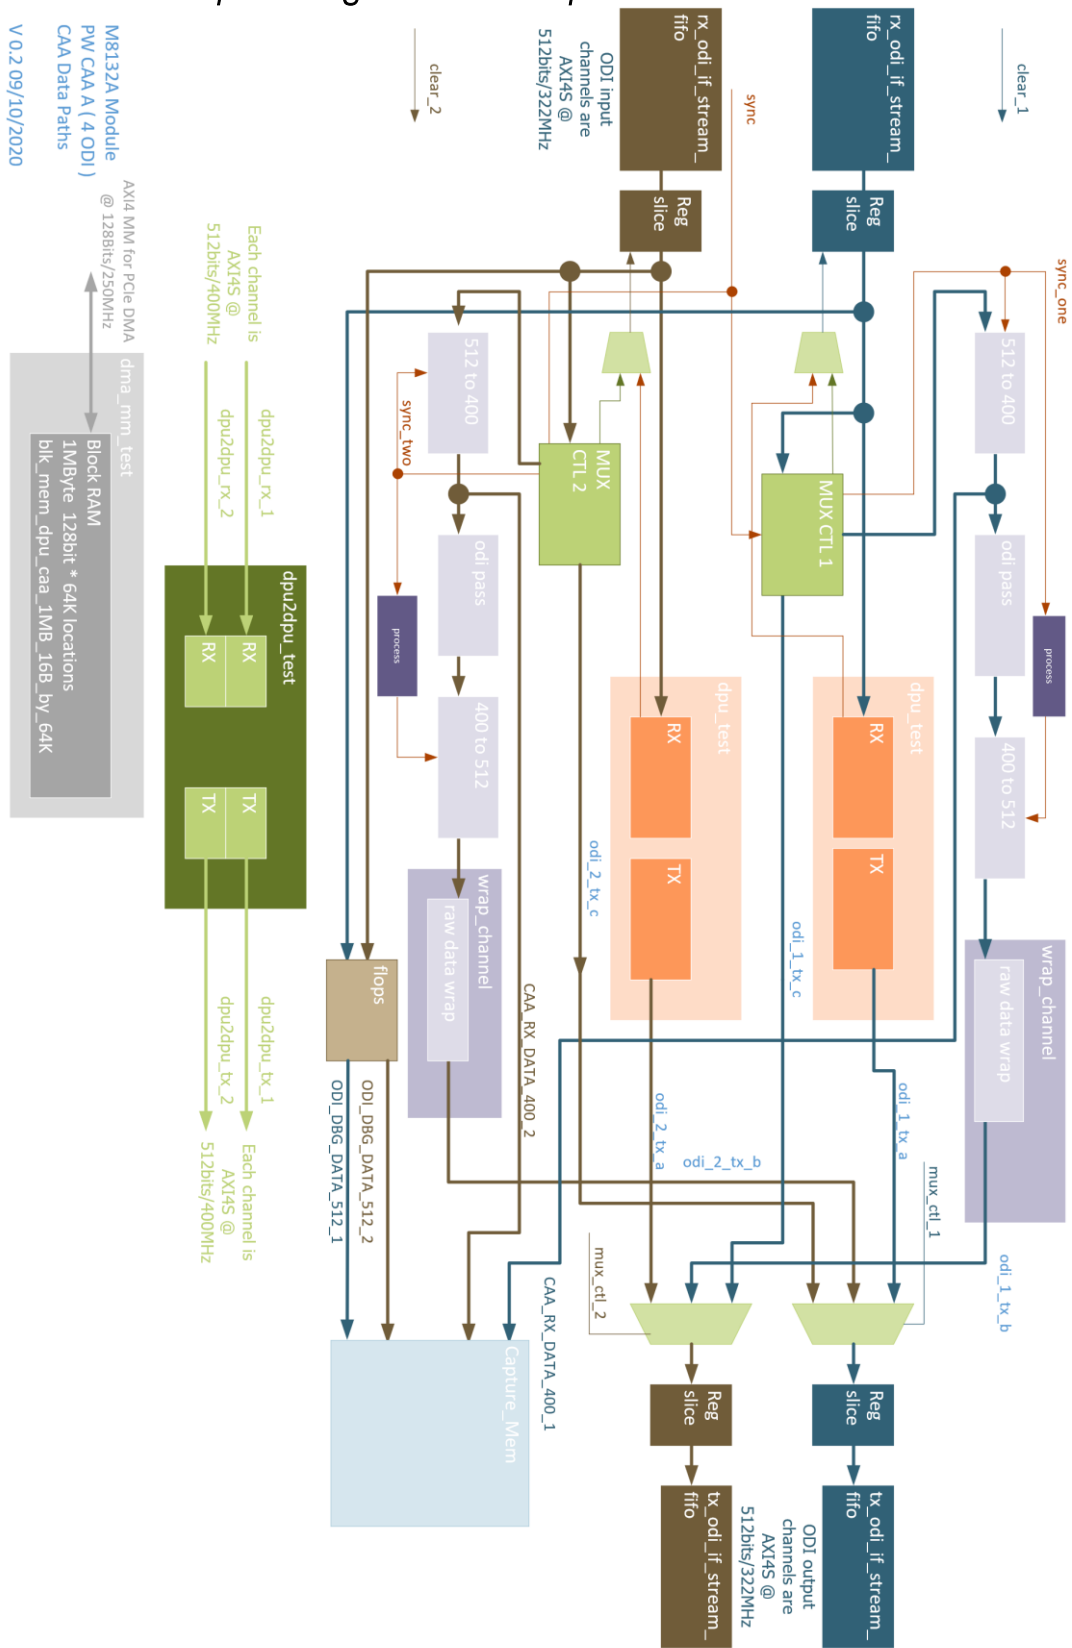 clear_1
sync_one
rx_odi_if_stream_
fifo
Reg
slice
512 to 400
odi pass
process
400 to 512
wrap_channel
raw data wrap
odi_1_tx_b
MUX CTL 1
dpu_test
RX
TX
odi_1_tx_c
odi_1_tx_a
mux_ctl_1
Reg
slice
tx_odi_if_stream_
fifo
ODI output
channels are
AXI4S @
512bits/322MHz
sync
rx_odi_if_stream_
fifo
ODI input
channels are
AXI4S @
512bits/322MHz
Reg
slice
MUX
CTL 2
dpu_test
RX
TX
odi_2_tx_c
odi_2_tx_a
odi_2_tx_b
mux_ctl_2
Reg
slice
tx_odi_if_stream_
fifo
clear_2
512 to 400
sync_two
odi pass
process
400 to 512
wrap_channel
raw data wrap
flops
CAA_RX_DATA_400_2
CAA_RX_DATA_400_1
ODI_DBG_DATA_512_2
ODI_DBG_DATA_512_1
Capture_Mem
Each channel is
AXI4S @
512bits/400MHz
dpu2dpu_rx_1
dpu2dpu_rx_2
dpu2dpu_test
RX
RX
TX
TX
dpu2dpu_tx_1
dpu2dpu_tx_2
Each channel is
AXI4S @
512bits/400MHz
AXI4 MM for PCIe DMA
@ 128Bits/250MHz
dma_mm_test
Block RAM
1MByte 128bit * 64K locations
blk_mem_dpu_caa_1MB_16B_by_64K
M8132A Module
PW CAA A ( 4 ODI )
CAA Data Paths
V 0.2 09/10/2020